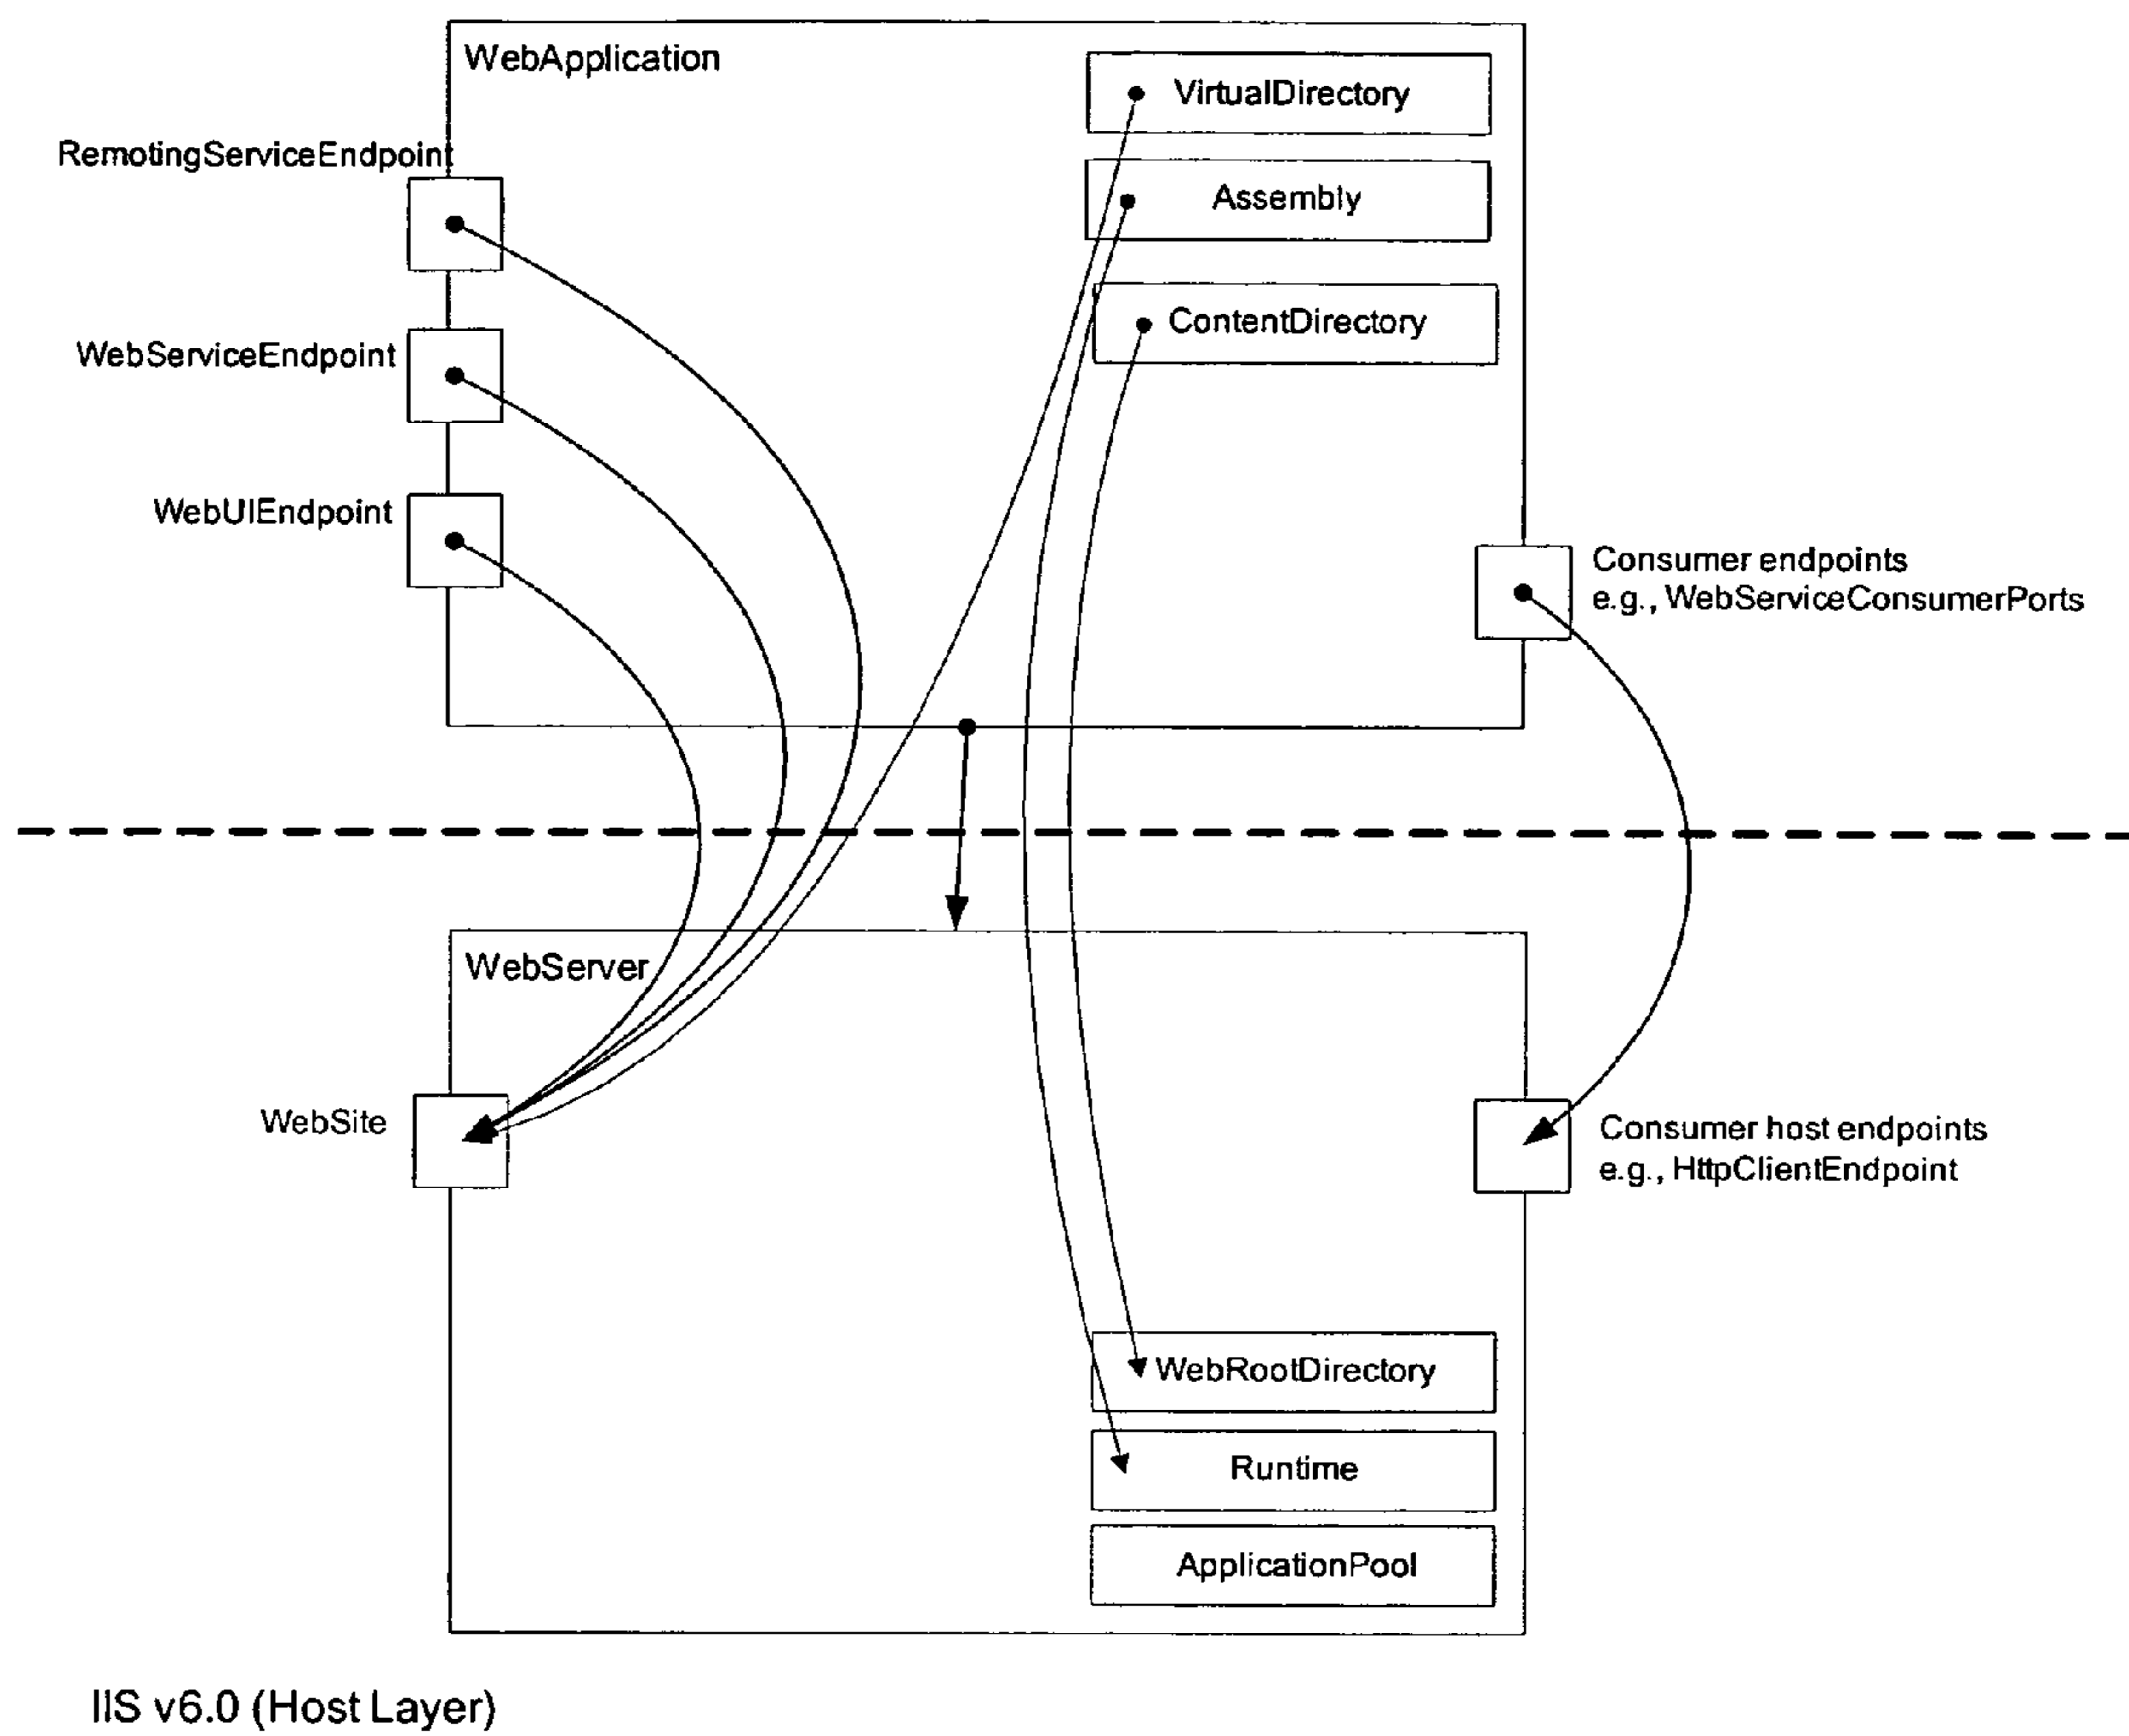 WebApplication
VirtualDirectory
RemotingServiceEndpoint
Assembly
ContentDirectory
WebServiceEndpoint
WebUIEndpoint
Consumer endpoints
e.g., WebServiceConsumerPorts
WebServer
WebSite
Consumer host endpoints
e.g., HttpClientEndpoint
WebRootDirectory
Runtime
ApplicationPool
IIS v6.0 (Host Layer)